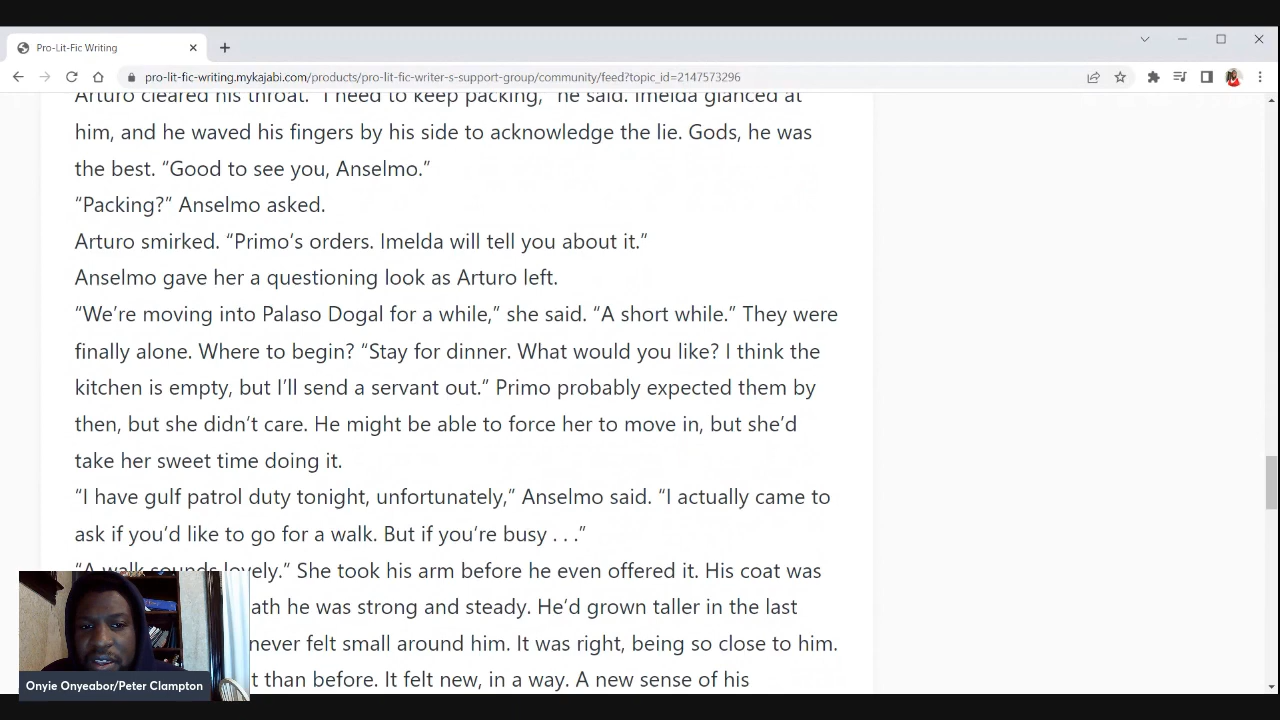 Pro-Lit-Fic Writing
pro-lit-fic-writing.mykajabi.com/products/pro-lit-fic-writer-s-support-group/community/feed?topic_id=2147573296
Arturo cleared his throat. “I need to keep packing,” he said. Imelda glanced at
him, and he waved his fingers by his side to acknowledge the lie. Gods, he was
the best. “Good to see you, Anselmo.”
“Packing?” Anselmo asked.
Arturo smirked. “Primo’s orders. Imelda will tell you about it.”
Anselmo gave her a questioning look as Arturo left.
“We’re moving into Palaso Dogal for a while,” she said. “A short while.” They were
finally alone. Where to begin? “Stay for dinner. What would you like? I think the
kitchen is empty, but I’ll send a servant out.” Primo probably expected them by
then, but she didn’t care. He might be able to force her to move in, but she’d
take her sweet time doing it.
“I have gulf patrol duty tonight, unfortunately,” Anselmo said. “I actually came to
ask if you’d like to go for a walk. But if you’re busy . . .”
“A walk sounds lovely.” She took his arm before he even offered it. His coat was
ath he was strong and steady. He’d grown taller in the last
never felt small around him. It was right, being so close to him.
t than before. It felt new, in a way. A new sense of his
Onyie Onyeabor/Peter Clampton